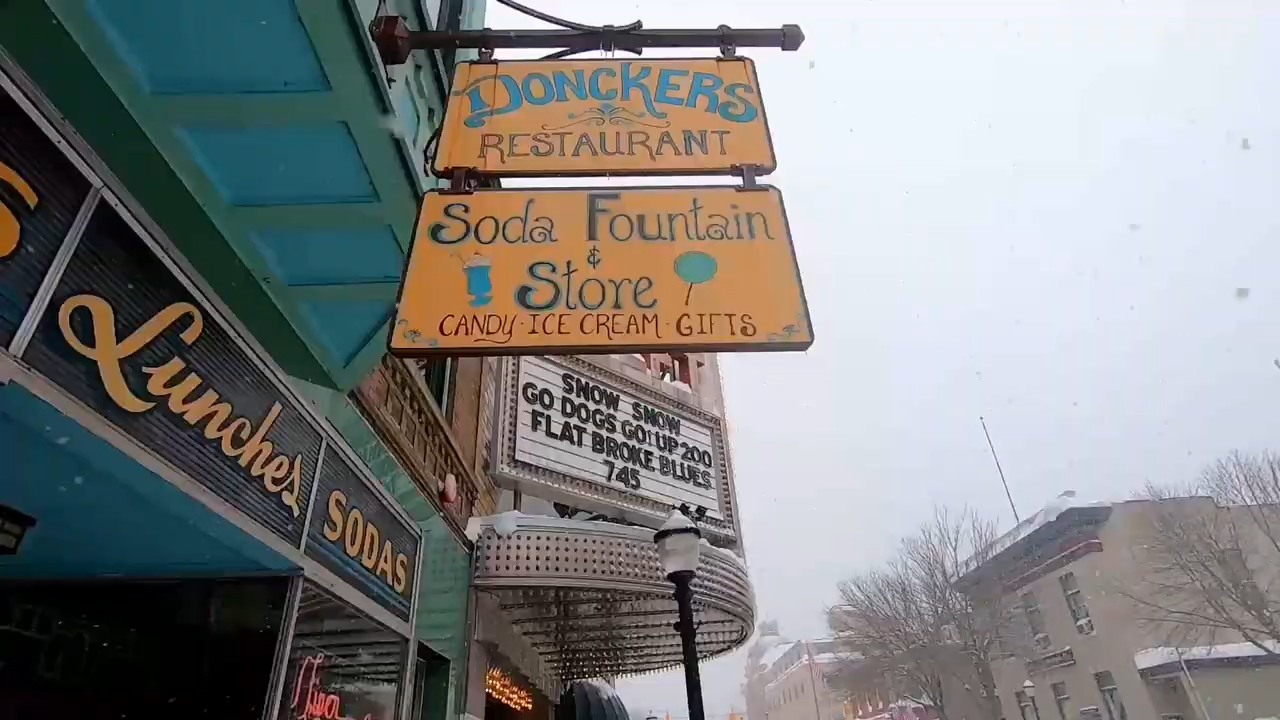 DONCKERS
RESTAURANT
Soda Fountain
&
Store
CANDY · ICE CREAM · GIFTS
SNOW SNOW
GO DOGS GO! UP 200
FLAT BROKE BLUES
745
Lunches
SODAS